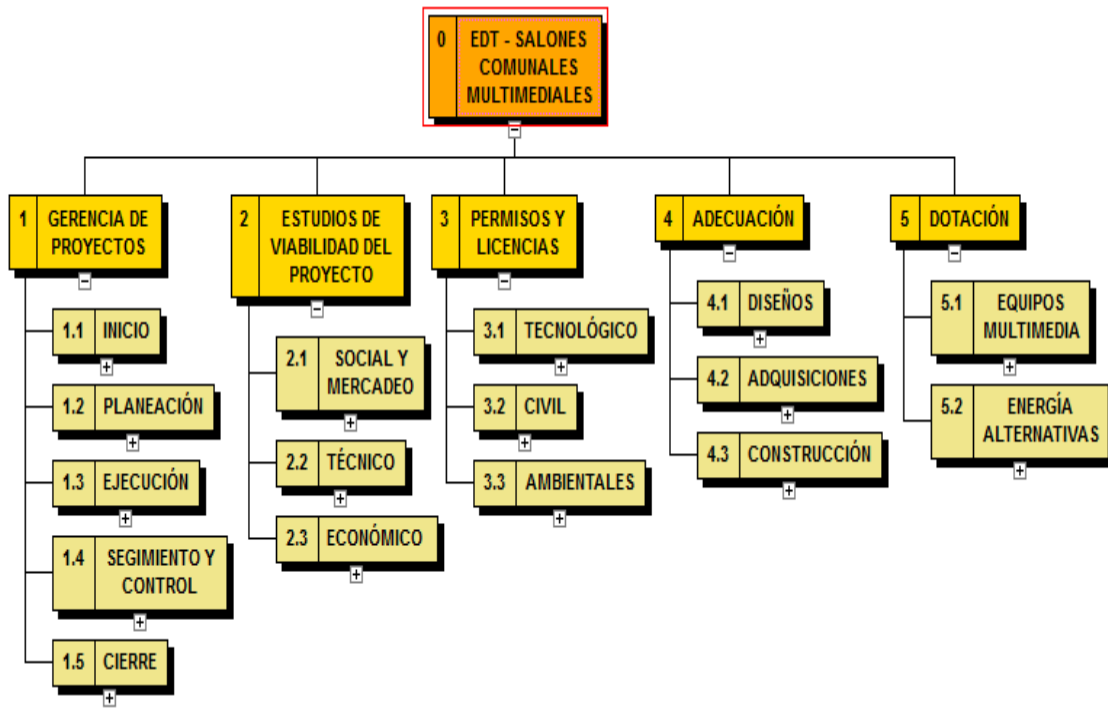 0 EDT - SALONES
COMUNALES
MULTIMEDIALES
1 GERENCIA DE
PROYECTOS
1.1 INICIO
1.2 PLANEACIÓN
1.3 EJECUCIÓN
1.4 SEGIMIENTO Y
CONTROL
1.5 CIERRE
2 ESTUDIOS DE
VIABILIDAD DEL
PROYECTO
2.1 SOCIAL Y
MERCADEO
2.2 TÉCNICO
2.3 ECONÓMICO
3 PERMISOS Y
LICENCIAS
3.1 TECNOLÓGICO
3.2 CIVIL
3.3 AMBIENTALES
4 ADECUACIÓN
4.1 DISEÑOS
4.2 ADQUISICIONES
4.3 CONSTRUCCIÓN
5 DOTACIÓN
5.1 EQUIPOS
MULTIMEDIA
5.2 ENERGÍA
ALTERNATIVAS